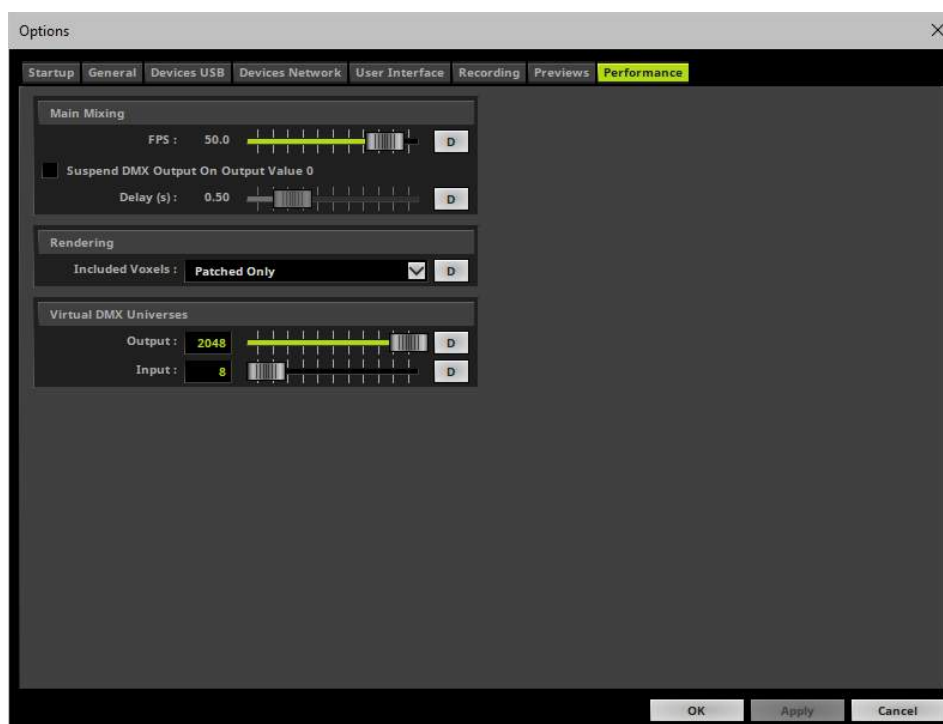 Options
Startup General Devices USB Devices Network User Interface Recording Previews Performance
Main Mixing
FPS : 50.0 D
Suspend DMX Output On Output Value 0
Delay (s) : 0.50 D
Rendering
Included Voxels : Patched Only D
Virtual DMX Universes
Output : 2048 D
Input : 8 D
OK Apply Cancel